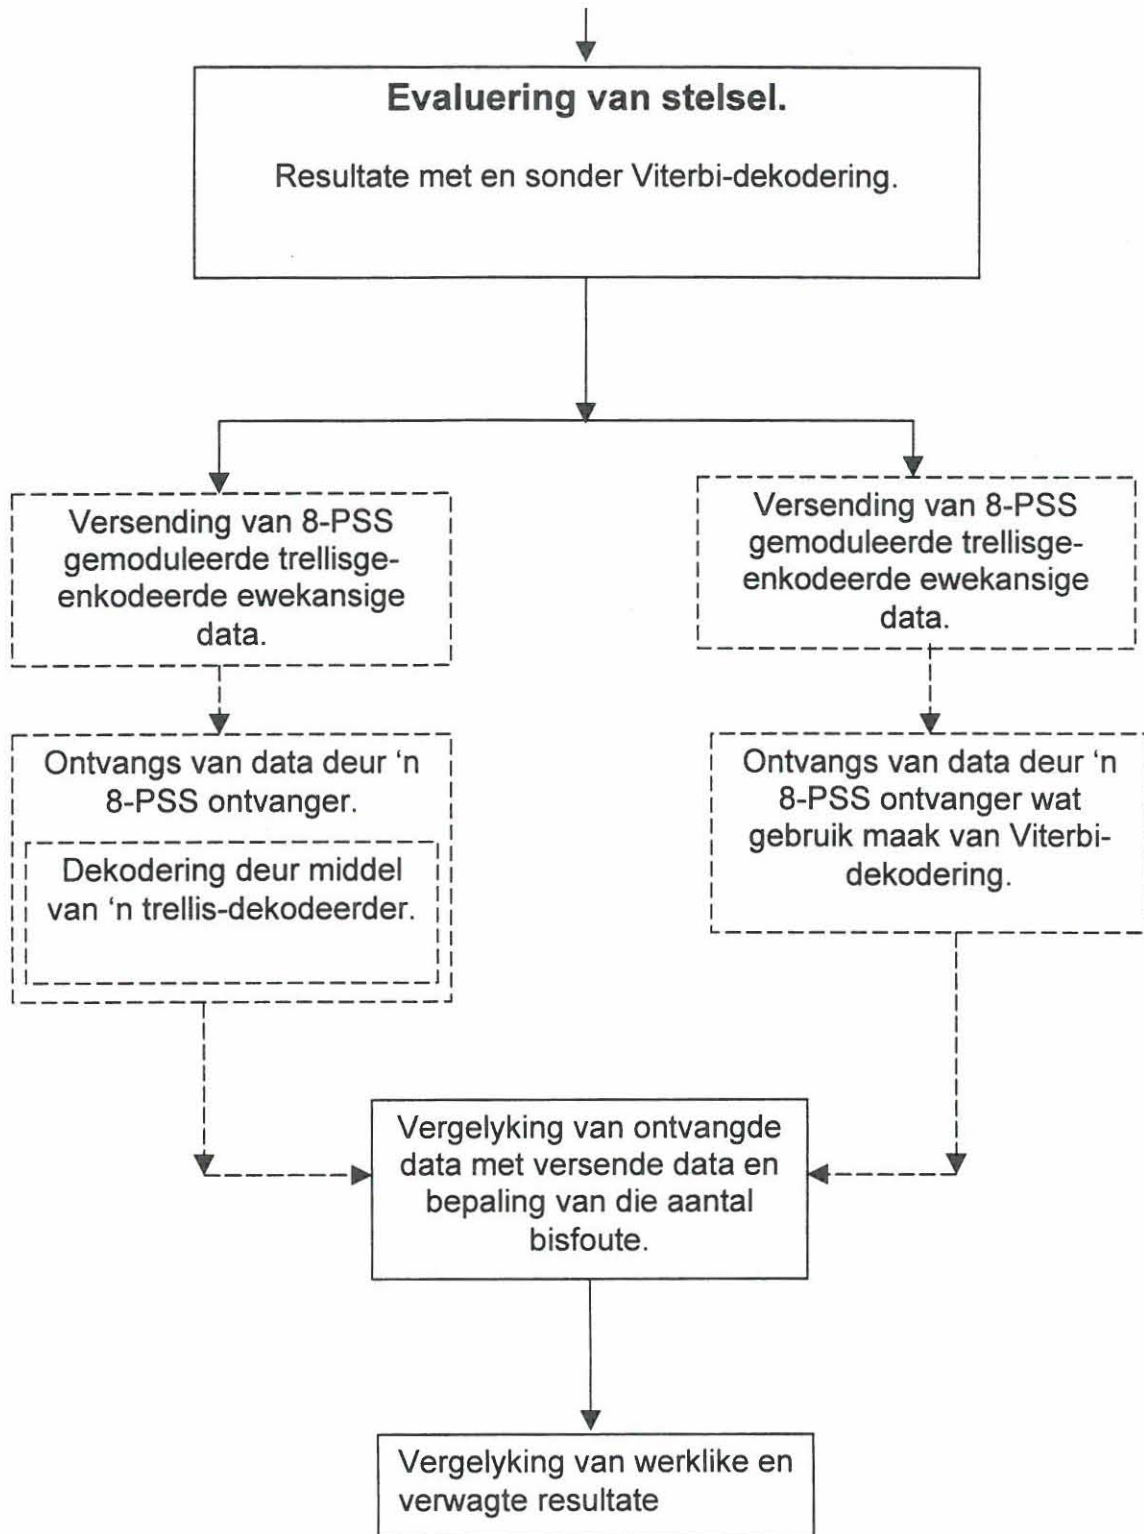 Evaluering van stelsel.
Resultate met en sonder Viterbi-dekodering.
Versending van 8-PSS
gemoduleerde trellisge-
enkodeerde ewekansige
data.
Versending van 8-PSS
gemoduleerde trellisge-
enkodeerde ewekansige
data.
Ontvangs van data deur ‘n
8-PSS ontvanger.
Dekodering deur middel
van ‘n trellis-dekodeerder.
Ontvangs van data deur ‘n
8-PSS ontvanger wat
gebruik maak van Viterbi-
dekodering.
Vergelyking van ontvangde
data met versende data en
bepaling van die aantal
bisfoute.
Vergelyking van werklike en
verwagte resultate